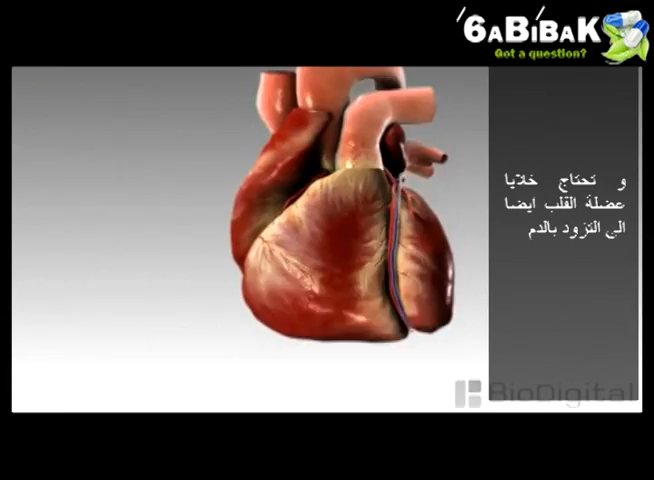 '6aBiBaK
Got a question?
و تحتاج خلايا
عضلة القلب ايضا
الى التزود بالدم
BioDigital